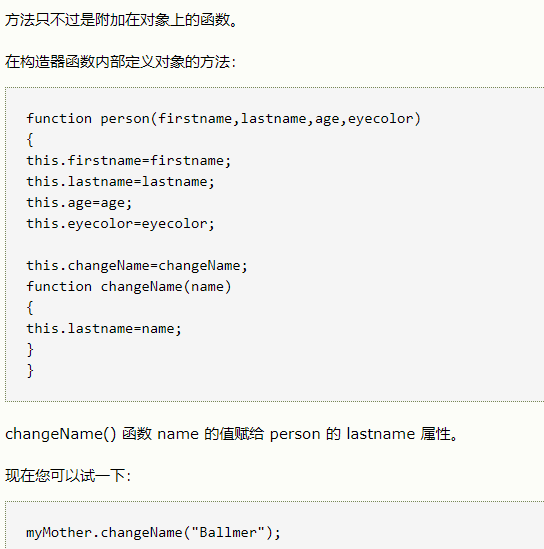 方法只不过是附加在对象上的函数。
在构造器函数内部定义对象的方法：
function person(firstname,lastname,age,eyecolor)
{
this.firstname=firstname;
this.lastname=lastname;
this.age=age;
this.eyecolor=eyecolor;
this.changeName=changeName;
function changeName(name)
{
this.lastname=name;
}
}
changeName() 函数 name 的值赋给 person 的 lastname 属性。
现在您可以试一下：
myMother.changeName("Ballmer");